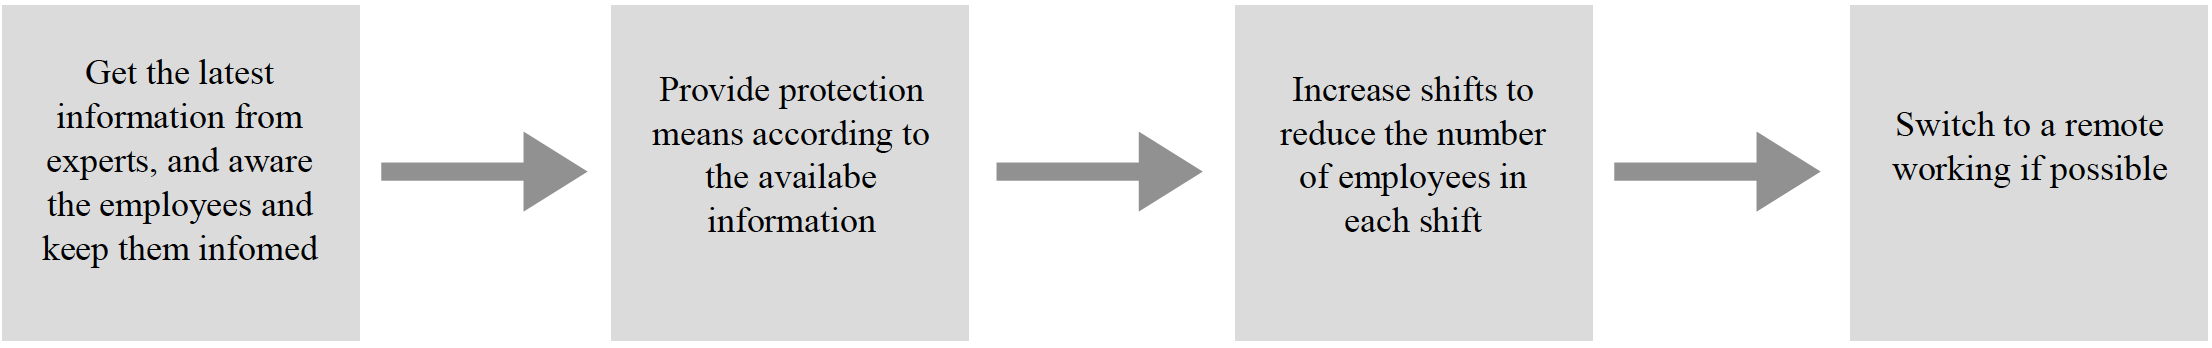 Get the latest
information from
experts, and aware
the employees and
keep them infomed
Provide protection
means according to
the availabe
information
Increase shifts to
reduce the number
of employees in
each shift
Switch to a remote
working if possible